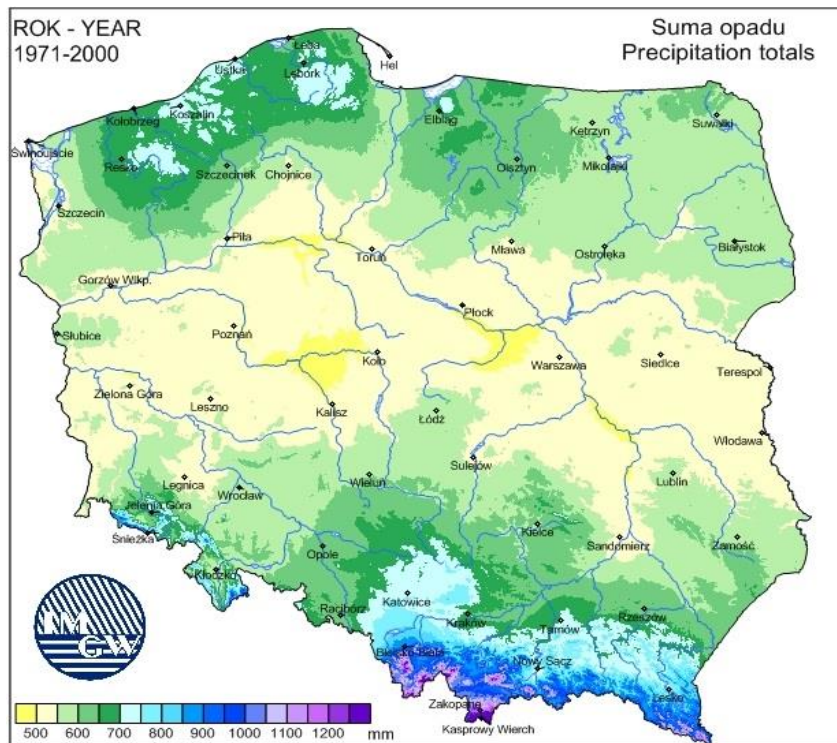 ROK - YEAR
1971-2000
Suma opadu
Precipitation totals
Łeba
Hel
Ustka
Lębork
Koszalin
Kołobrzeg
Elbląg
Kętrzyn
Suwałki
Świnoujście
Resko
Szczecinek
Chojnice
Olsztyn
Mikołajki
Szczecin
Piła
Toruń
Mława
Ostrołęka
Białystok
Gorzów Wlkp.
Płock
Słubice
Poznań
Koło
Warszawa
Siedlce
Terespol
Zielona Góra
Leszno
Kalisz
Łódź
Włodawa
Legnica
Wrocław
Wieluń
Sulejów
Lublin
Jelenia Góra
Śnieżka
Opole
Kielce
Sandomierz
Zamość
Kłodzko
Katowice
Racibórz
Kraków
Tarnów
Rzeszów
Bielsko-Biała
Nowy Sącz
Lesko
Zakopane
Kasprowy Wierch
IM
GW
500 600 700 800 900 1000 1100 1200 mm